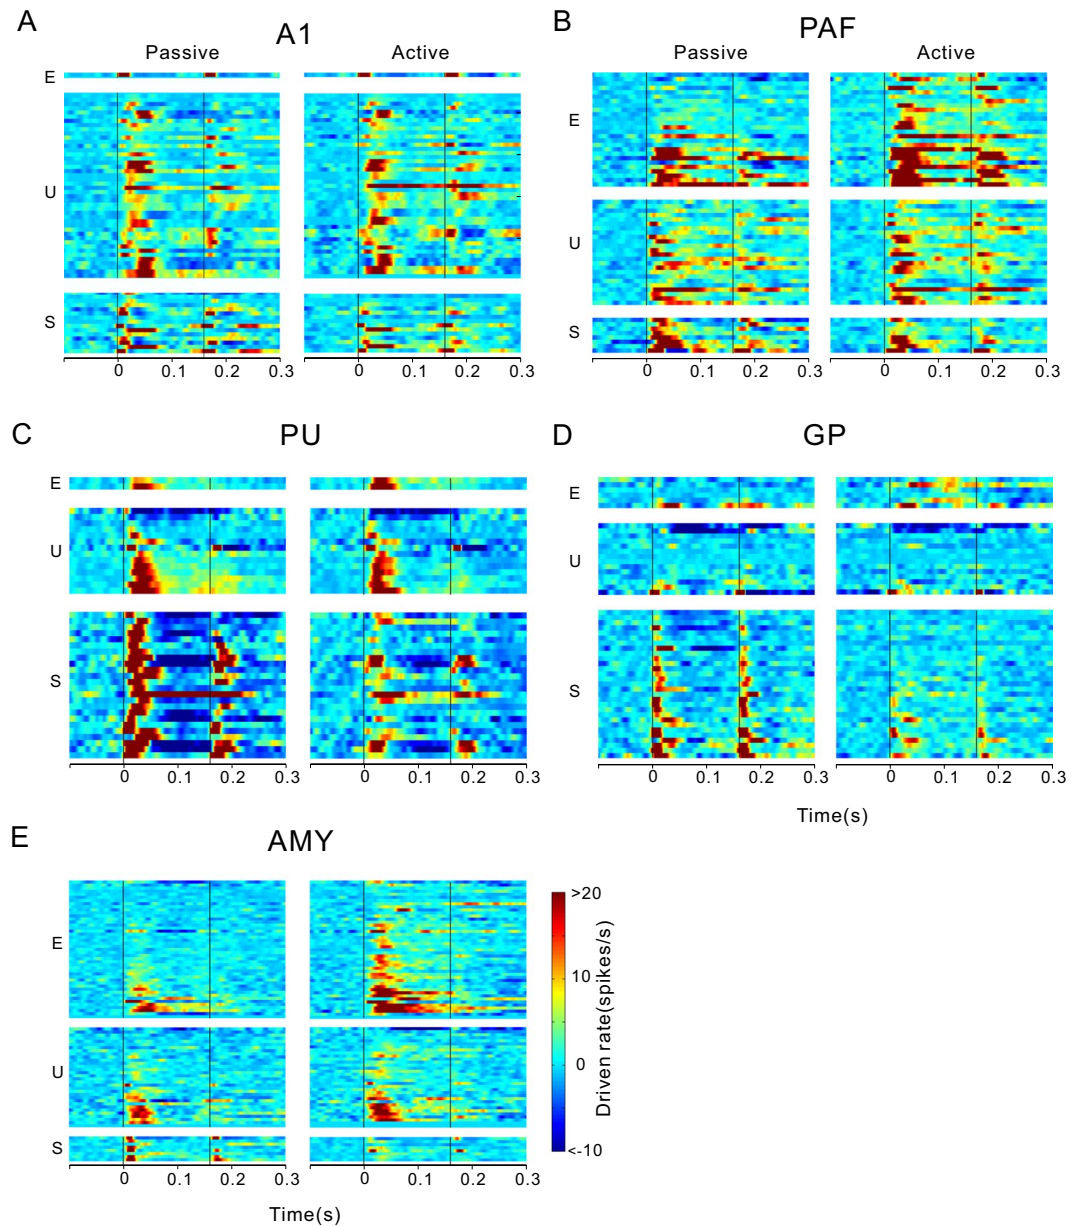 A
A1
Passive
Active
E
U
S
0
0.1
0.2
0.3
0
0.1
0.2
0.3
B
PAF
Passive
Active
E
U
S
0
0.1
0.2
0.3
0
0.1
0.2
0.3
C
PU
E
U
S
0
0.1
0.2
0.3
0
0.1
0.2
0.3
D
GP
E
U
S
0
0.1
0.2
0.3
0
0.1
0.2
0.3
Time(s)
E
AMY
E
U
S
0
0.1
0.2
0.3
0
0.1
0.2
0.3
Time(s)
>20
10
0
<-10
Driven rate(spikes/s)